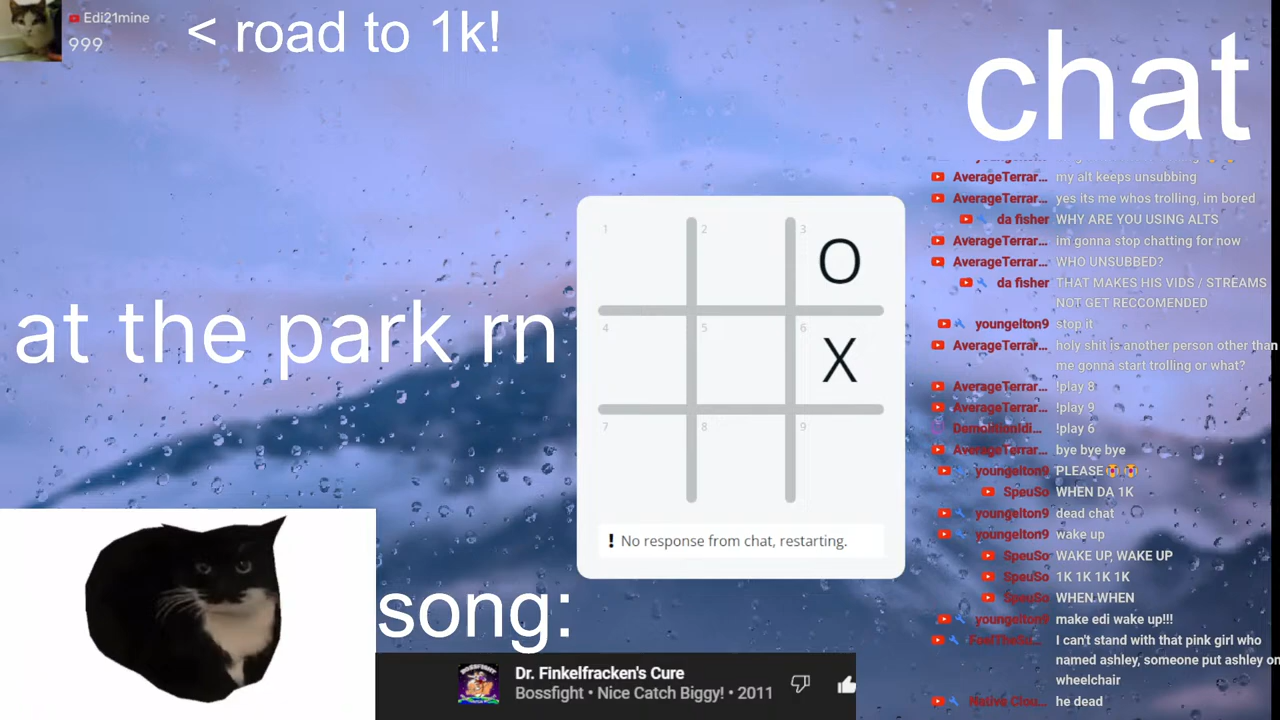 Edi21mine
999
< road to 1k!
chat
at the park rn
1
2
3
O
4
5
6
X
7
8
9
! No response from chat, restarting.
song:
Dr. Finkelfracken's Cure
Bossfight • Nice Catch Biggy! • 2011
AverageTerrar... my alt keeps unsubbing
AverageTerrar... yes its me whos trolling, im bored
da fisher WHY ARE YOU USING ALTS
AverageTerrar... im gonna stop chatting for now
AverageTerrar... WHO UNSUBBED?
da fisher THAT MAKES HIS VIDS / STREAMS
NOT GET RECCOMENDED
youngelton9 stop it
AverageTerrar... holy shit is another person other than
me gonna start trolling or what?
AverageTerrar... !play 8
AverageTerrar... !play 9
DemolitionIdi... !play 6
AverageTerrar... bye bye bye
youngelton9 PLEASE
SpeuSo WHEN DA 1K
youngelton9 dead chat
youngelton9 wake up
SpeuSo WAKE UP, WAKE UP
SpeuSo 1K 1K 1K 1K
SpeuSo WHEN WHEN
youngelton9 make edi wake up!!!
I can't stand with that pink girl who
named ashley, someone put ashley on
wheelchair
Native Clou... he dead